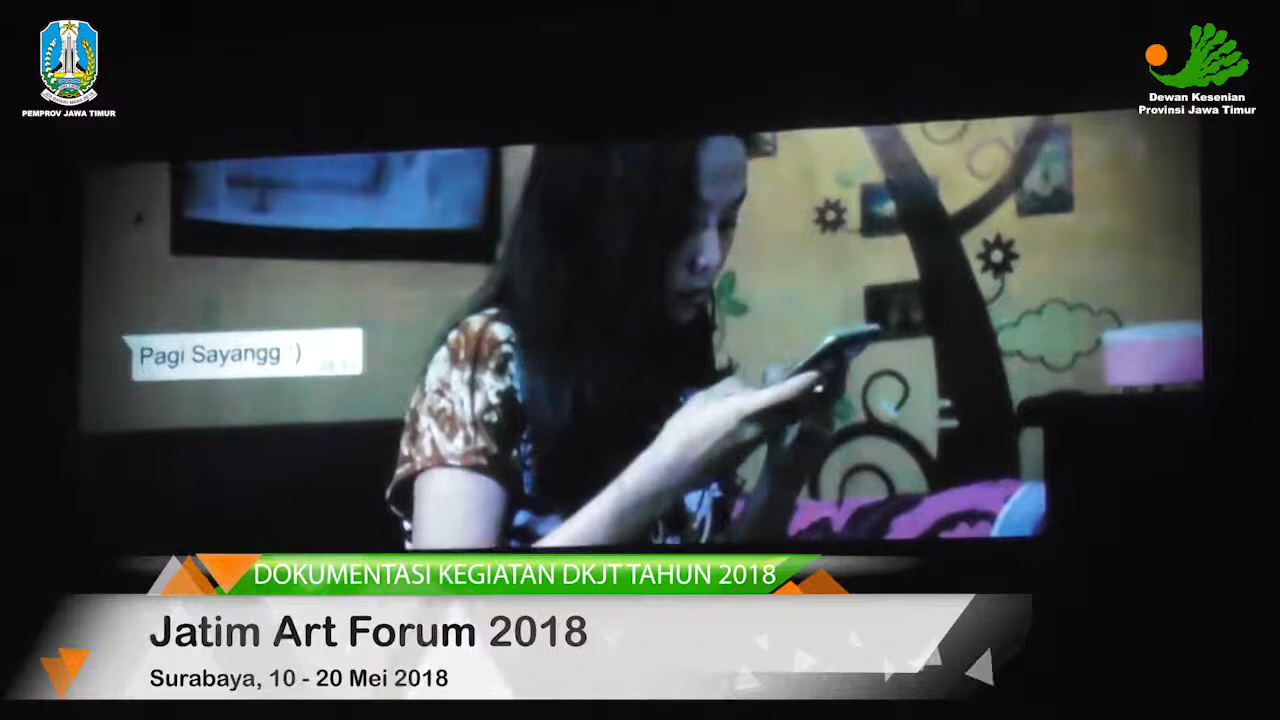 PEMPROV JAWA TIMUR
Dewan Kesenian
Provinsi Jawa Timur
Pagi Sayangg :)
DOKUMENTASI KEGIATAN DKJT TAHUN 2018
Jatim Art Forum 2018
Surabaya, 10 - 20 Mei 2018